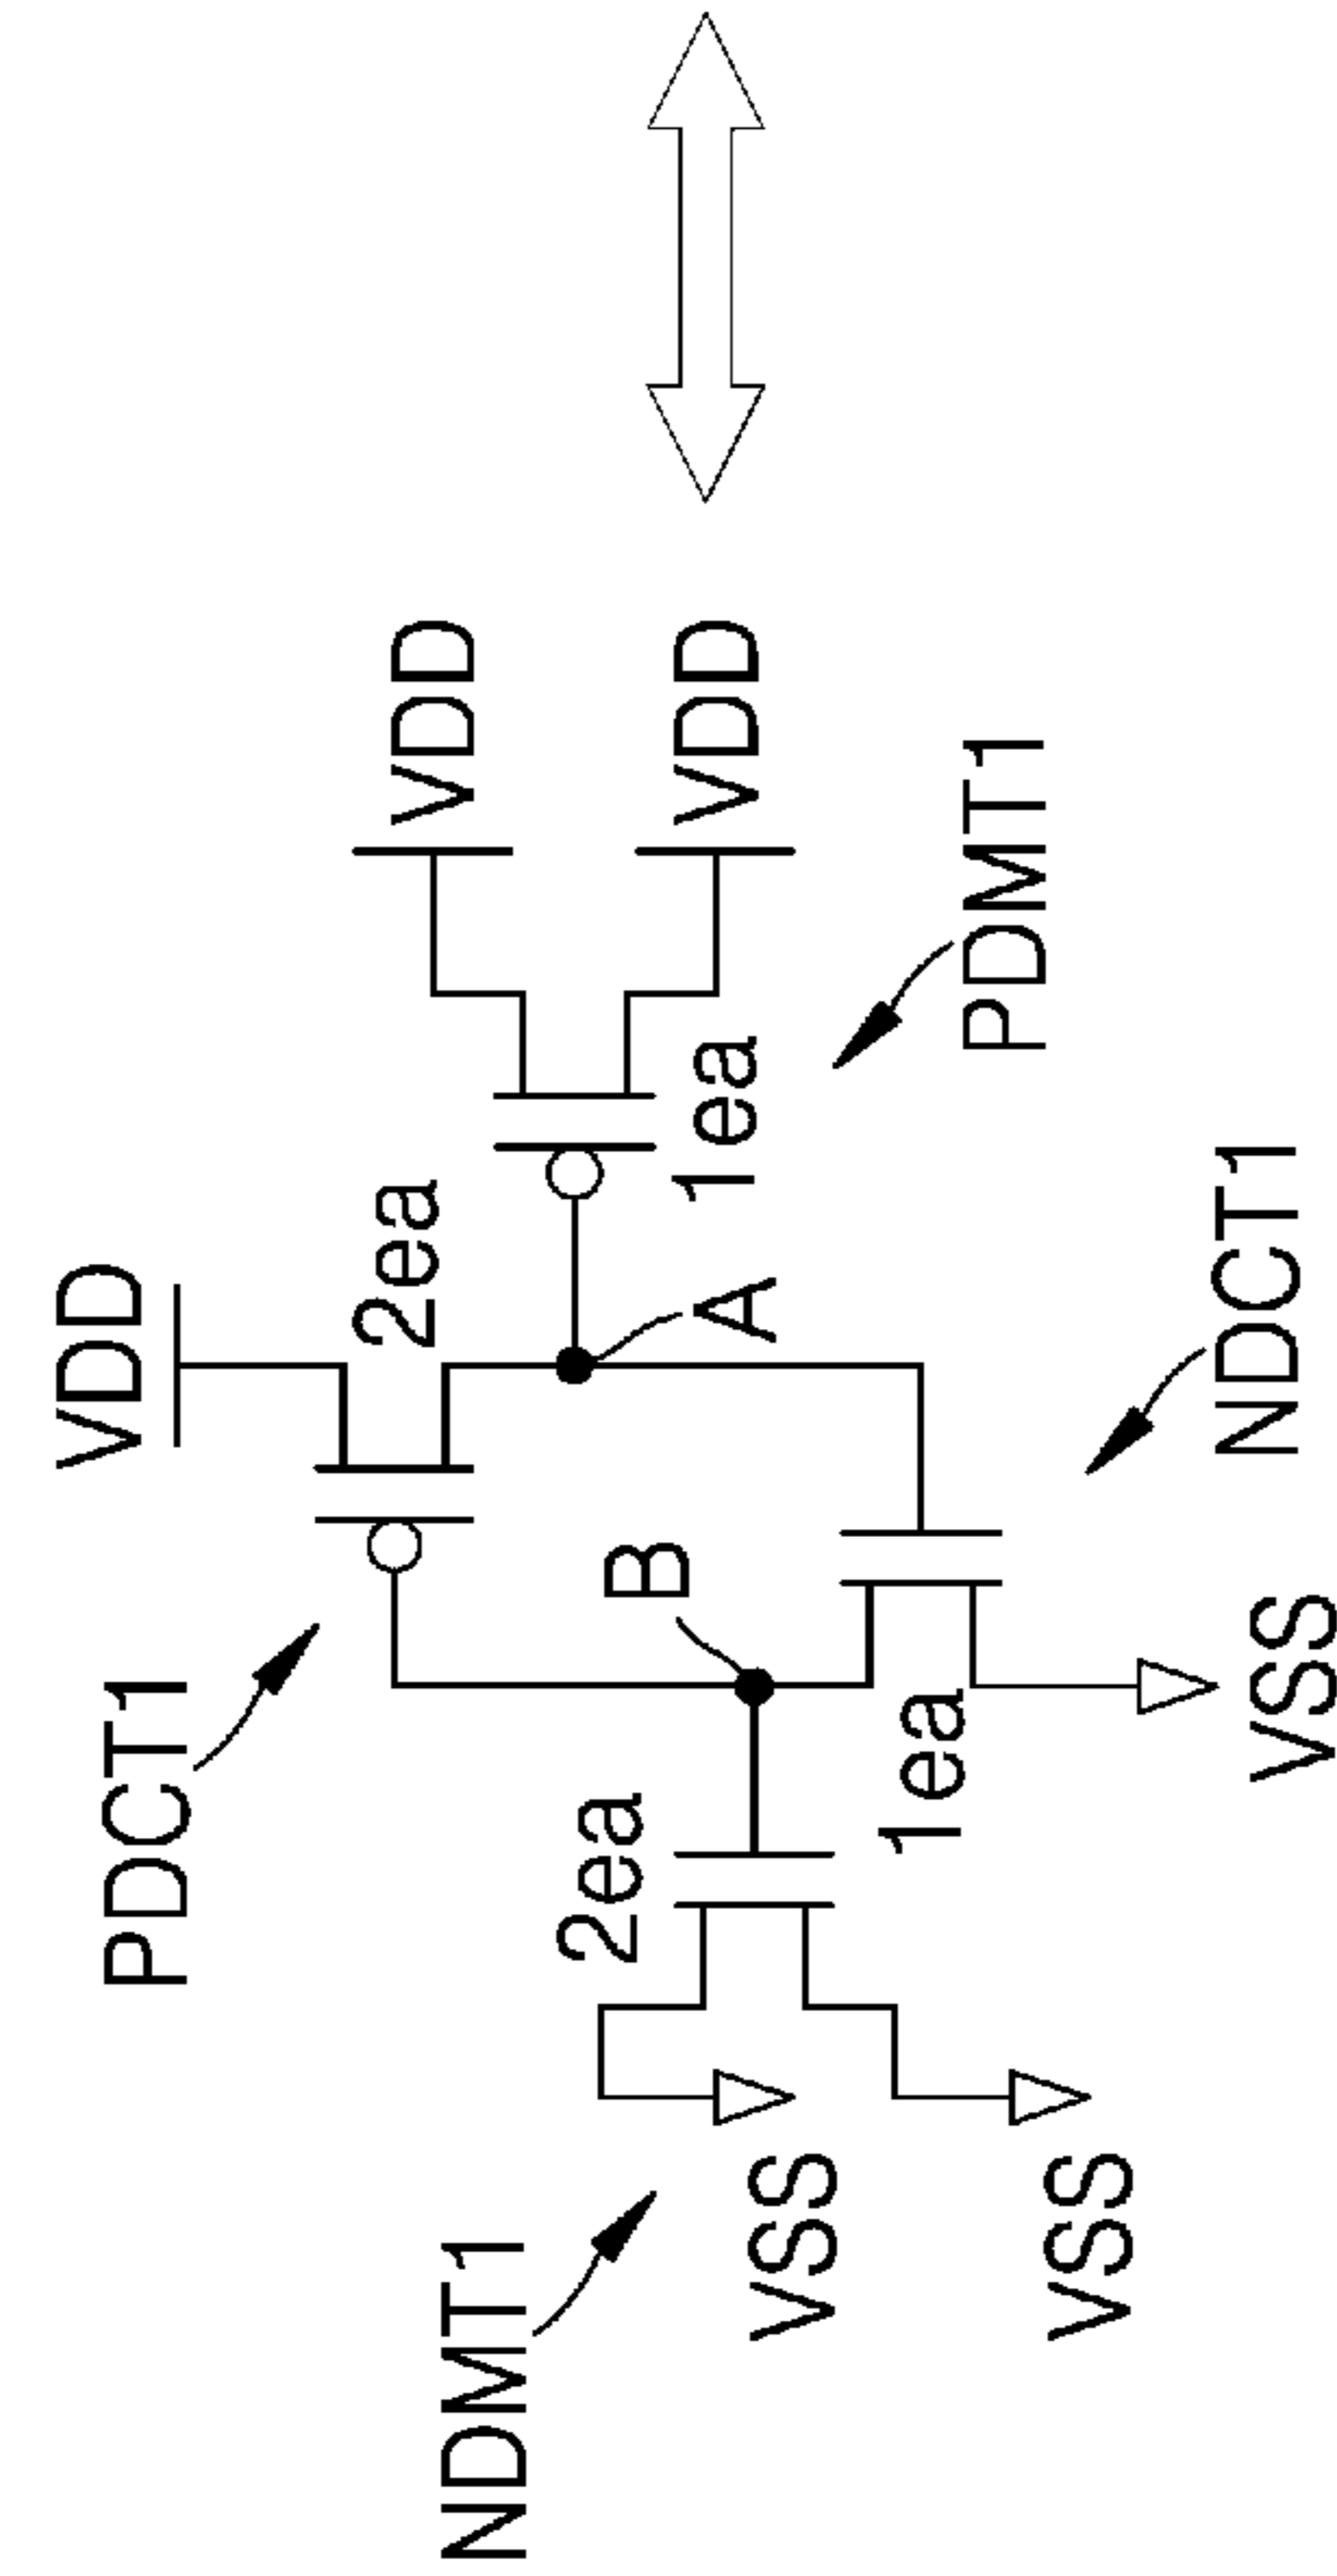 VDD
PDCT1
2ea
VDD
VDD
1ea
PDMT1
A
B
NDMT1
2ea
1ea
NDCT1
VSS
VSS
VSS